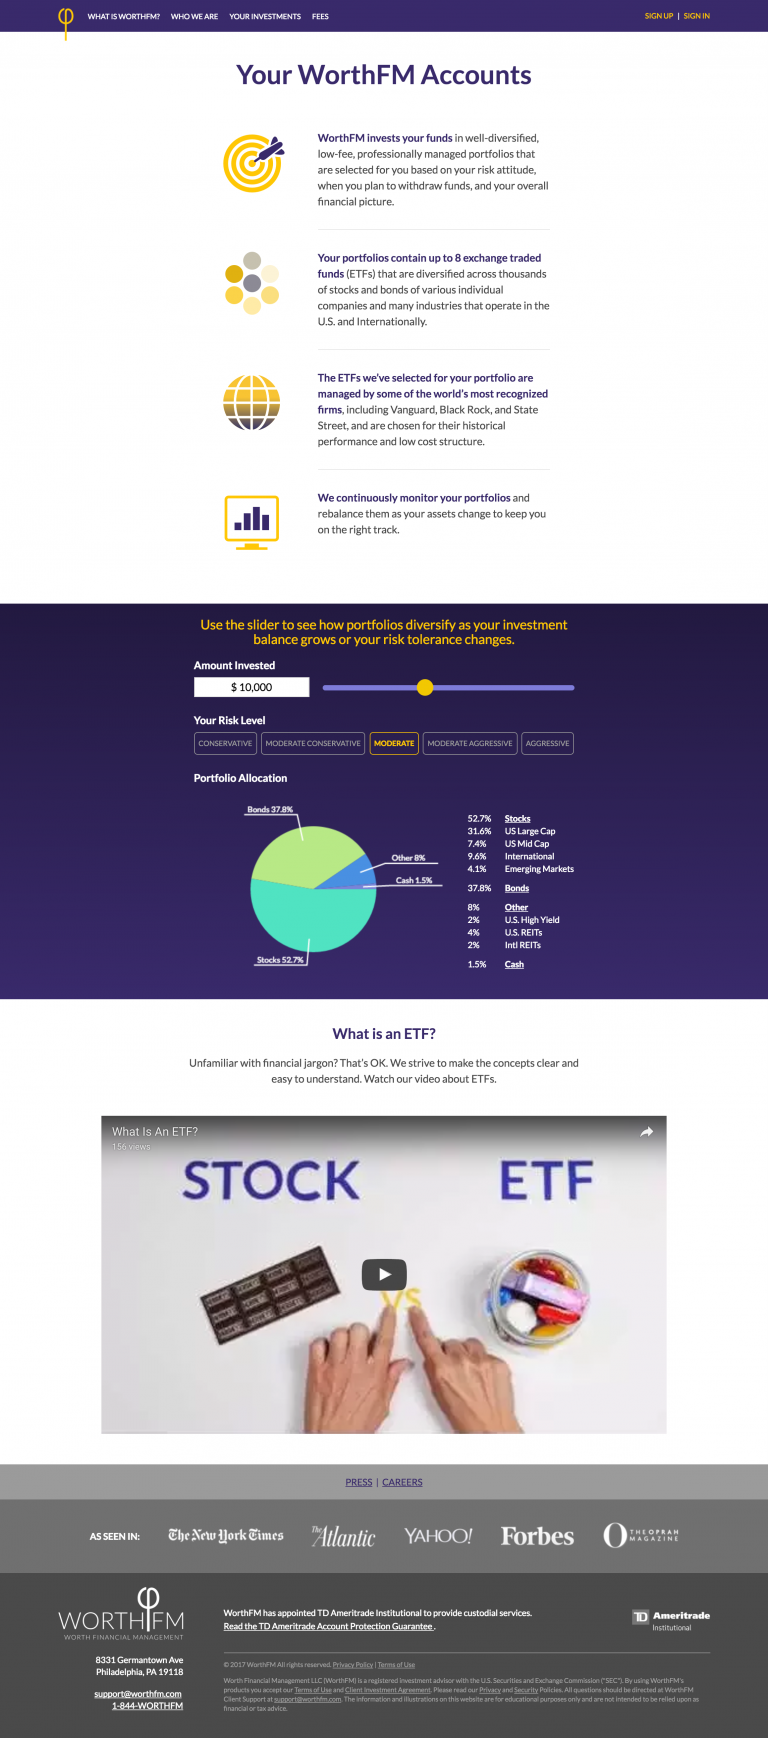 WHAT IS WORTHFM? WHO WE ARE YOUR INVESTMENTS FEES SIGN UP | SIGN IN
Your WorthFM Accounts
WorthFM invests your funds in well-diversified,
low-fee, professionally managed portfolios that
are selected for you based on your risk attitude,
when you plan to withdraw funds, and your overall
financial picture.
Your portfolios contain up to 8 exchange traded
funds (ETFs) that are diversified across thousands
of stocks and bonds of various individual
companies and many industries that operate in the
U.S. and Internationally.
The ETFs we've selected for your portfolio are
managed by some of the world's most recognized
firms, including Vanguard, Black Rock, and State
Street, and are chosen for their historical
performance and low cost structure.
We continuously monitor your portfolios and
rebalance them as your assets change to keep you
on the right track.
Use the slider to see how portfolios diversify as your investment
balance grows or your risk tolerance changes.
Amount Invested
$ 10,000
Your Risk Level
CONSERVATIVE MODERATE CONSERVATIVE MODERATE MODERATE AGGRESSIVE AGGRESSIVE
Portfolio Allocation
Bonds 37.8%
Other 8%
Cash 1.5%
Stocks 52.7%
52.7% Stocks
31.6% US Large Cap
7.4% US Mid Cap
9.6% International
4.1% Emerging Markets
37.8% Bonds
8% Other
2% U.S. High Yield
4% U.S. REITs
2% Intl REITs
1.5% Cash
What is an ETF?
Unfamiliar with financial jargon? That's OK. We strive to make the concepts clear and
easy to understand. Watch our video about ETFs.
What Is An ETF?
156 views
STOCK ETF
VS
PRESS | CAREERS
AS SEEN IN: The New York Times The Atlantic YAHOO! Forbes O THE OPRAH MAGAZINE
WORTHFM
WORTH FINANCIAL MANAGEMENT
8331 Germantown Ave
Philadelphia, PA 19118
support@worthfm.com
1-844-WORTHFM
WorthFM has appointed TD Ameritrade Institutional to provide custodial services.
Read the TD Ameritrade Account Protection Guarantee.
TD Ameritrade
Institutional
© 2017 WorthFM All rights reserved. Privacy Policy | Terms of Use
Worth Financial Management LLC (WorthFM) is a registered investment advisor with the U.S. Securities and Exchange Commission ("SEC"). By using WorthFM's
products you accept our Terms of Use and Client Investment Agreement. Please read our Privacy and Security Policies. All questions should be directed at WorthFM
Client Support at support@worthfm.com. The information and illustrations on this website are for educational purposes only and are not intended to be relied upon as
financial or tax advice.